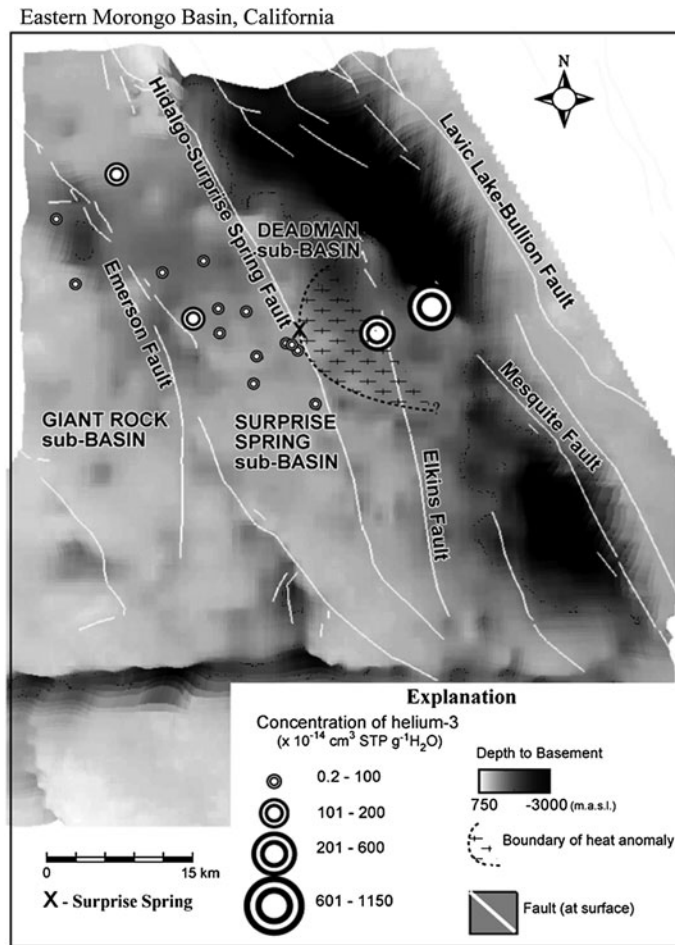 Eastern Morongo Basin, California
N
Hidalgo-Surprise Spring Fault
Lavic Lake-Bullion Fault
DEADMAN
sub-BASIN
Emerson Fault
X
Mesquite Fault
GIANT ROCK
sub-BASIN
SURPRISE
SPRING
sub-BASIN
Elkins Fault
?
Explanation
Concentration of helium-3
(x 10⁻¹⁴ cm³ STP g⁻¹H₂O)
0.2 - 100
101 - 200
201 - 600
601 - 1150
Depth to Basement
750 -3000 (m.a.s.l.)
Boundary of heat anomaly
Fault (at surface)
0 15 km
X - Surprise Spring